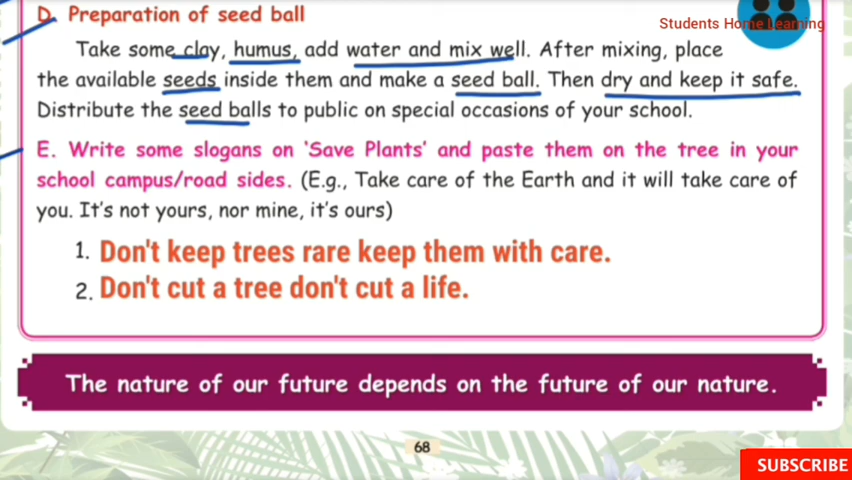 D. Preparation of seed ball
Students Home Learning
Take some clay, humus, add water and mix well. After mixing, place
the available seeds inside them and make a seed ball. Then dry and keep it safe.
Distribute the seed balls to public on special occasions of your school.
E. Write some slogans on 'Save Plants' and paste them on the tree in your
school campus/road sides. (E.g., Take care of the Earth and it will take care of
you. It's not yours, nor mine, it's ours)
1. Don't keep trees rare keep them with care.
2. Don't cut a tree don't cut a life.
The nature of our future depends on the future of our nature.
68
SUBSCRIBE